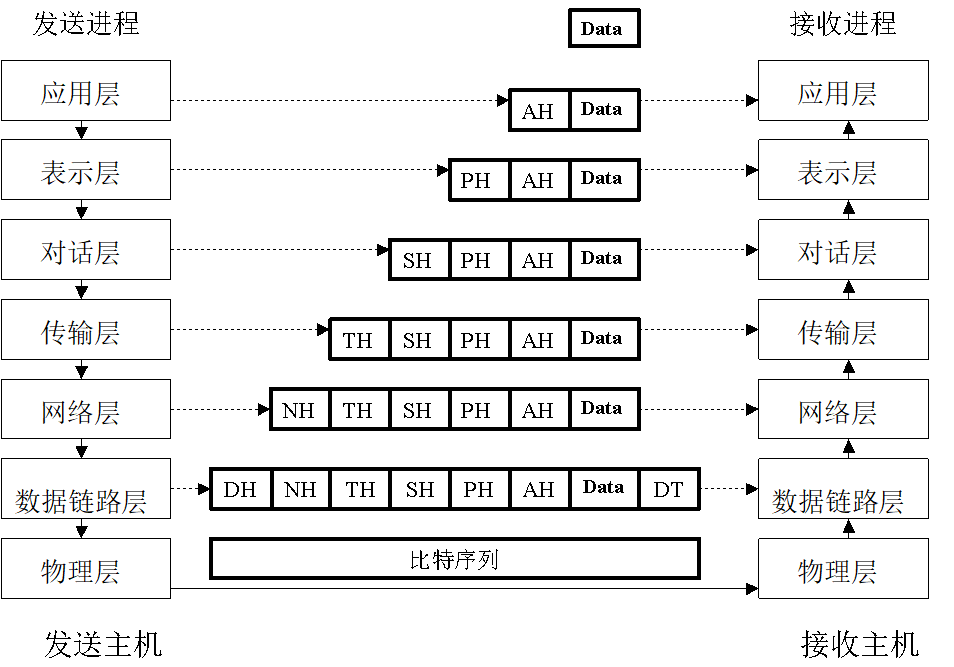 发送进程 Data 接收进程
应用层 AH Data 应用层
表示层 PH AH Data 表示层
对话层 SH PH AH Data 对话层
传输层 TH SH PH AH Data 传输层
网络层 NH TH SH PH AH Data 网络层
数据链路层 DH NH TH SH PH AH Data DT 数据链路层
物理层 比特序列 物理层
发送主机 接收主机